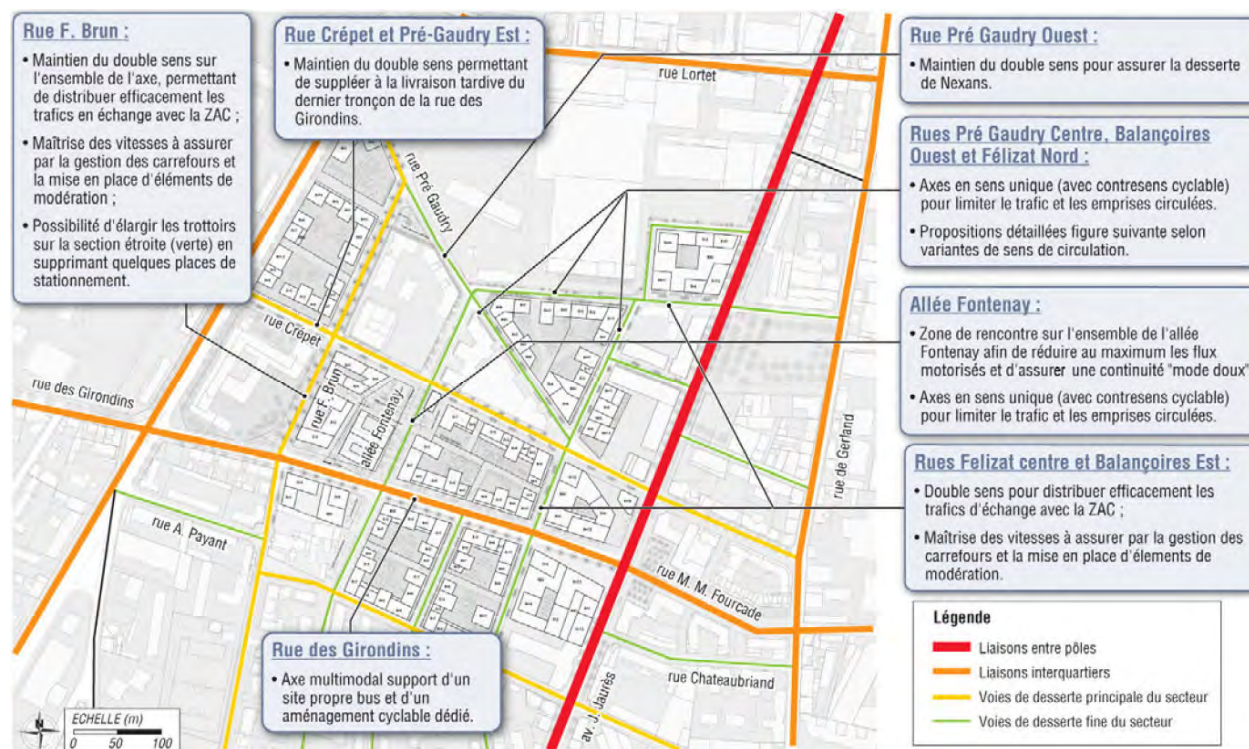 Rue F. Brun :
• Maintien du double sens sur
l'ensemble de l'axe, permettant
de distribuer efficacement les
trafics en échange avec la ZAC ;
• Maîtrise des vitesses à assurer
par la gestion des carrefours et
la mise en place d'éléments de
modération ;
• Possibilité d'élargir les trottoirs
sur la section étroite (verte) en
supprimant quelques places de
stationnement.
Rue Crépet et Pré-Gaudry Est :
• Maintien du double sens permettant
de suppléer à la livraison tardive du
dernier tronçon de la rue des
Girondins.
Rue Pré Gaudry Ouest :
• Maintien du double sens pour assurer la desserte
de Nexans.
Rues Pré Gaudry Centre, Balançoires
Ouest et Félizat Nord :
• Axes en sens unique (avec contresens cyclable)
pour limiter le trafic et les emprises circulées.
• Propositions détaillées figure suivante selon
variantes de sens de circulation.
Allée Fontenay :
• Zone de rencontre sur l'ensemble de l'allée
Fontenay afin de réduire au maximum les flux
motorisés et d'assurer une continuité "mode doux"
• Axes en sens unique (avec contresens cyclable)
pour limiter le trafic et les emprises circulées.
Rues Felizat centre et Balançoires Est :
• Double sens pour distribuer efficacement les
trafics d'échange avec la ZAC ;
• Maîtrise des vitesses à assurer par la gestion des
carrefours et la mise en place d'élements de
modération.
Rue des Girondins :
• Axe multimodal support d'un
site propre bus et d'un
aménagement cyclable dédié.
rue Lortet
rue Pré Gaudry
rue Crépet
rue des Girondins
rue F. Brun
allée Fontenay
rue A. Payant
rue de Gerland
rue M. M. Fourcade
rue Chateaubriand
av. J. Jaurès
Légende
Liaisons entre pôles
Liaisons interquartiers
Voies de desserte principale du secteur
Voies de desserte fine du secteur
ECHELLE (m)
0 50 100